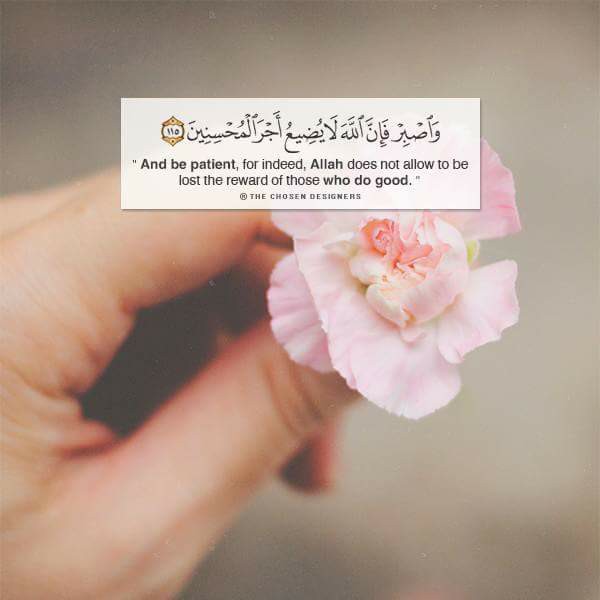 وَٱصۡبِرۡ فَإِنَّ ٱللَّهَ لَا يُضِيعُ أَجۡرَ ٱلۡمُحۡسِنِينَ ١١٥
" And be patient, for indeed, Allah does not allow to be
lost the reward of those who do good. "
® THE CHOSEN DESIGNERS